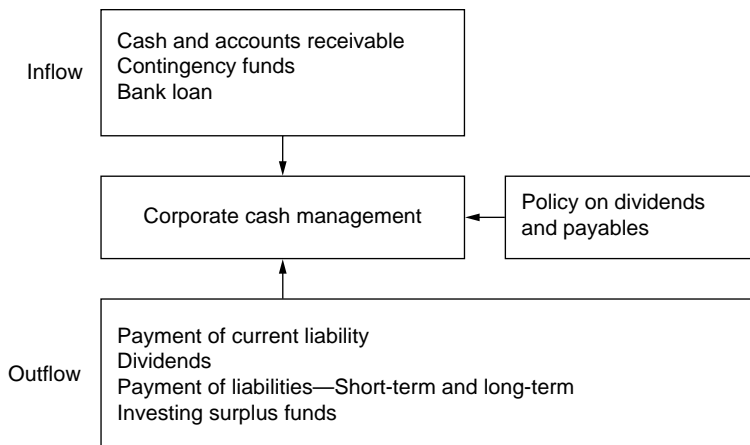 Inflow
Cash and accounts receivable
Contingency funds
Bank loan
Corporate cash management
Policy on dividends
and payables
Outflow
Payment of current liability
Dividends
Payment of liabilities—Short-term and long-term
Investing surplus funds